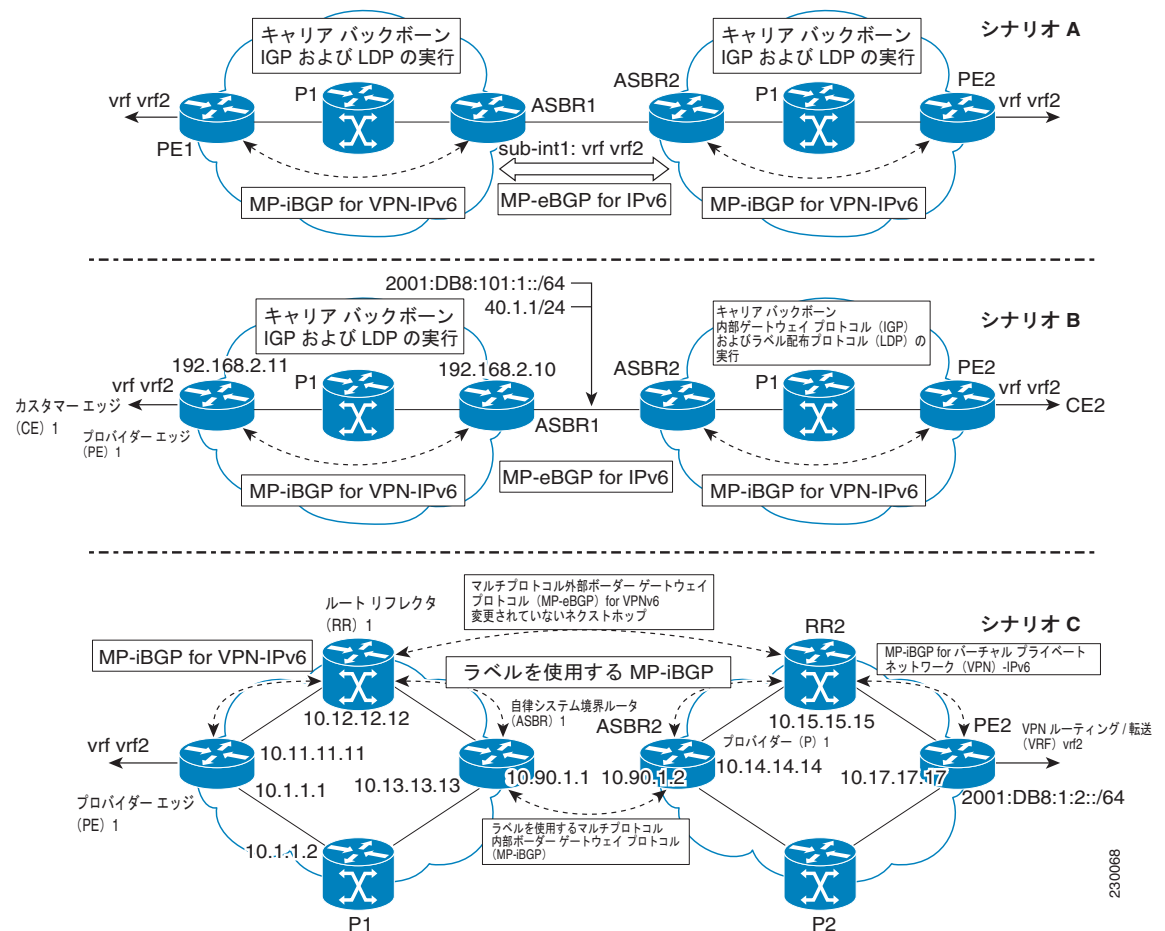 シナリオ A
キャリア バックボーン
IGP および LDP の実行
キャリア バックボーン
IGP および LDP の実行
vrf vrf2
P1
ASBR1
ASBR2
P1
PE2
vrf vrf2
PE1
sub-int1: vrf vrf2
MP-iBGP for VPN-IPv6
MP-eBGP for IPv6
MP-iBGP for VPN-IPv6
2001:DB8:101:1::/64
40.1.1/24
シナリオ B
キャリア バックボーン
IGP および LDP の実行
キャリア バックボーン
内部ゲートウェイ プロトコル（IGP）
およびラベル配布プロトコル（LDP）の
実行
192.168.2.11
P1
192.168.2.10
ASBR2
P1
PE2
vrf vrf2
vrf vrf2
カスタマー エッジ
（CE）1
CE2
プロバイダー エッジ
（PE）1
ASBR1
MP-iBGP for VPN-IPv6
MP-eBGP for IPv6
MP-iBGP for VPN-IPv6
マルチプロトコル外部ボーダー ゲートウェイ
プロトコル（MP-eBGP）for VPNv6
変更されていないネクストホップ
ルート リフレクタ
（RR）1
RR2
シナリオ C
MP-iBGP for VPN-IPv6
ラベルを使用する MP-iBGP
MP-iBGP for バーチャル プライベート
ネットワーク（VPN）-IPv6
10.12.12.12
自律システム境界ルータ
（ASBR）1
ASBR2
10.15.15.15
PE2
VPN ルーティング / 転送
（VRF）vrf2
プロバイダー（P）1
vrf vrf2
10.11.11.11
10.1.1.1
10.13.13.13
10.90.1.1
10.90.1.2
10.14.14.14
10.17.17.17
2001:DB8:1:2::/64
プロバイダー エッジ
（PE）1
10.1.1.2
ラベルを使用するマルチプロトコル
内部ボーダー ゲートウェイ プロトコル
（MP-iBGP）
P1
P2
230068